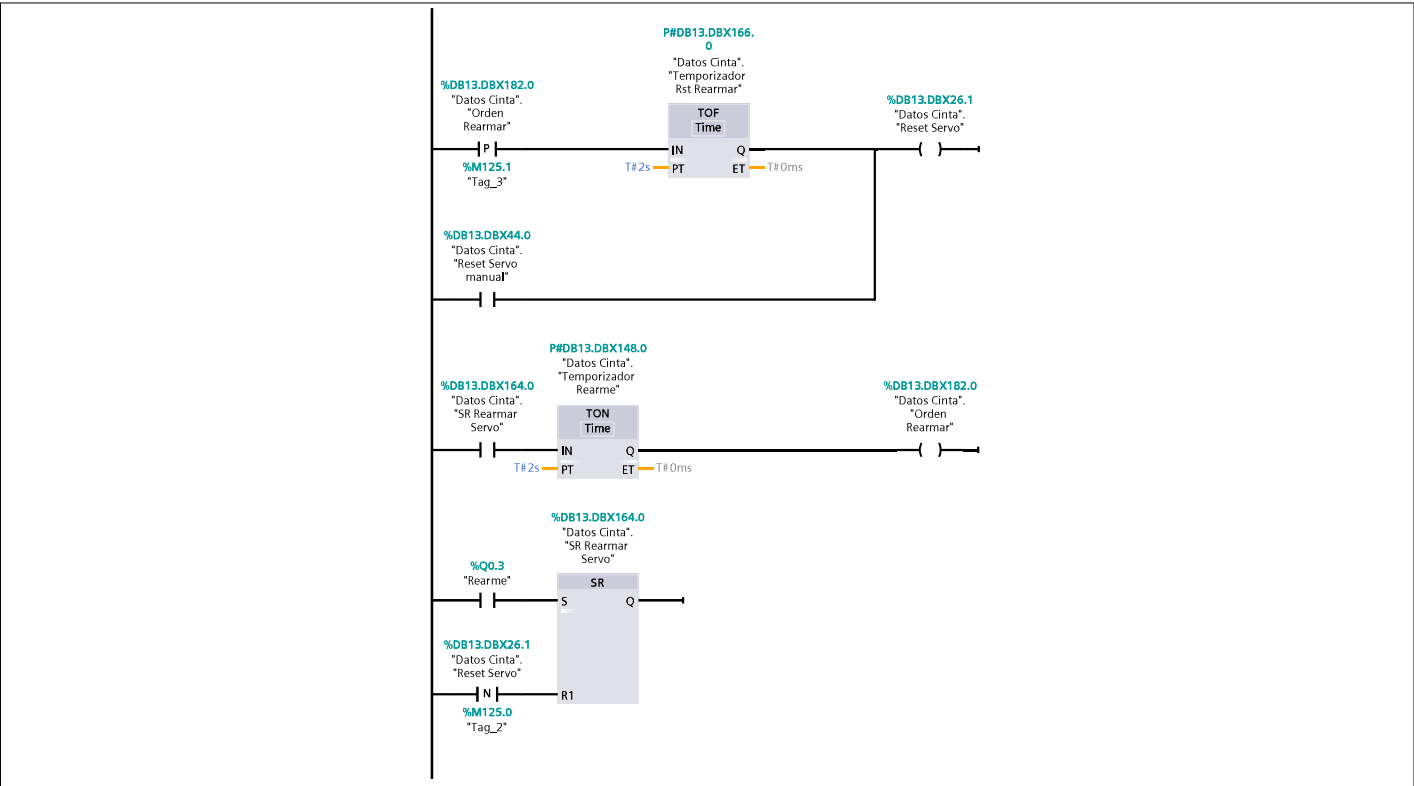 P#DB13.DBX166.
0
"Datos Cinta".
"Temporizador
Rst Rearmar"
%DB13.DBX182.0
"Datos Cinta".
"Orden
Rearmar"
%DB13.DBX26.1
"Datos Cinta".
"Reset Servo"
TOF
Time
P
IN
Q
%M125.1
"Tag_3"
T#2s
PT
ET
T#0ms
%DB13.DBX44.0
"Datos Cinta".
"Reset Servo
manual"
P#DB13.DBX148.0
"Datos Cinta".
"Temporizador
Rearme"
%DB13.DBX164.0
"Datos Cinta".
"SR Rearmar
Servo"
%DB13.DBX182.0
"Datos Cinta".
"Orden
Rearmar"
TON
Time
IN
Q
T#2s
PT
ET
T#0ms
%DB13.DBX164.0
"Datos Cinta".
"SR Rearmar
Servo"
%Q0.3
"Rearme"
SR
S
Q
%DB13.DBX26.1
"Datos Cinta".
"Reset Servo"
N
R1
%M125.0
"Tag_2"